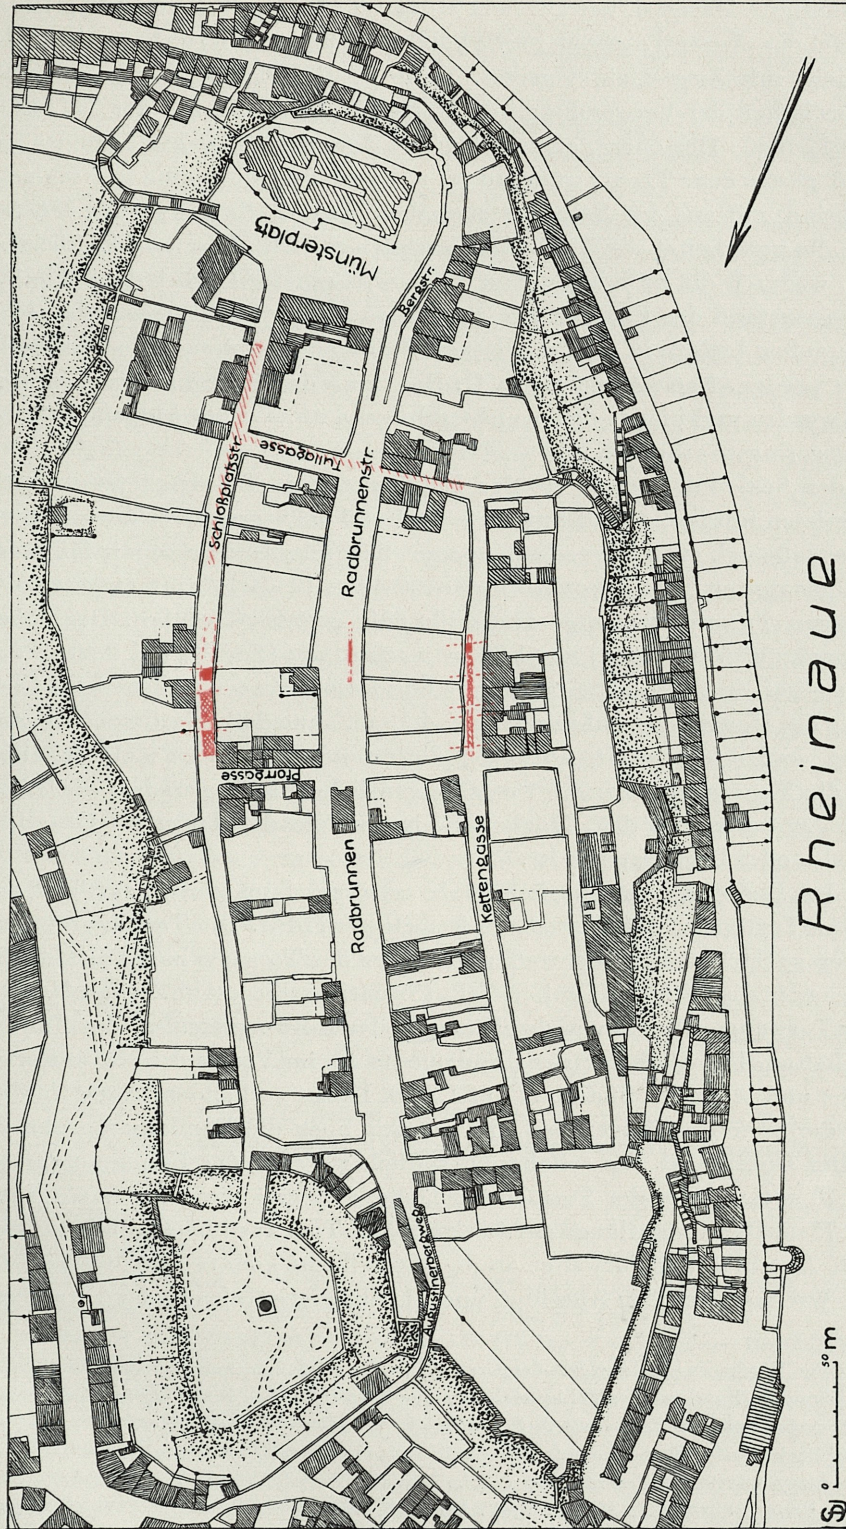 Münsterplatz
Bergstr.
Schloßplatzstr.
Tullagasse
Radbrunnenstr.
Pfarrgasse
Radbrunnen
Kettengasse
Augustinerbergweg
Rheinaue
0 50 m